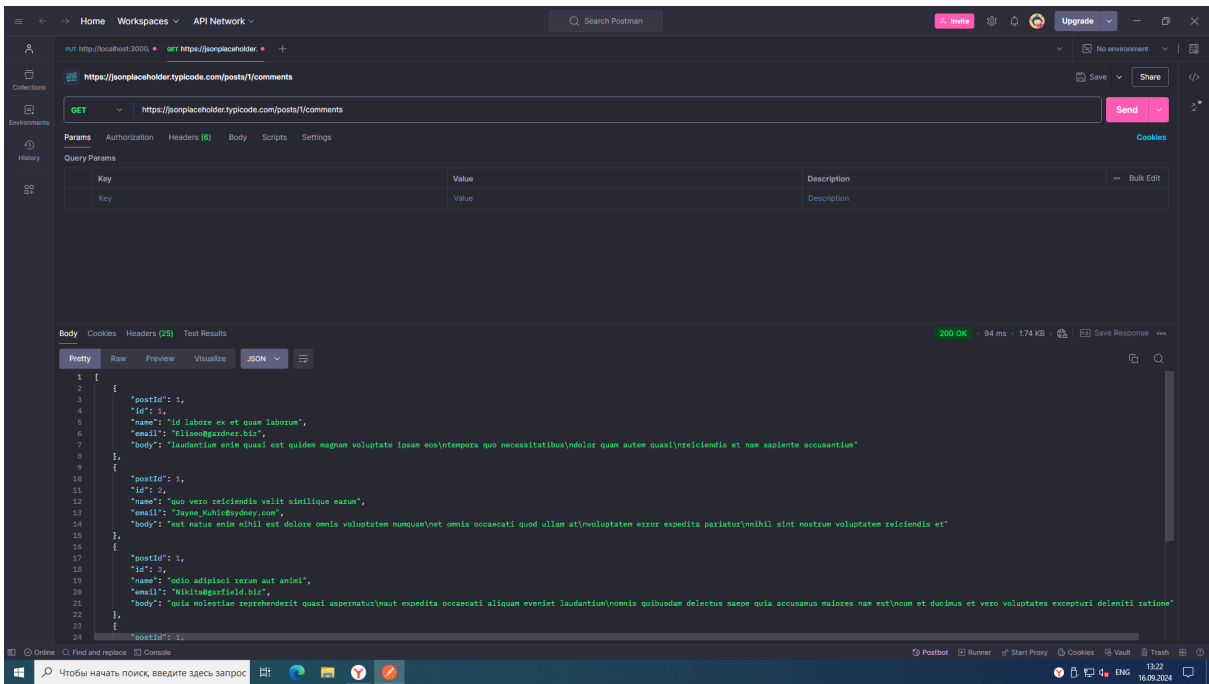 Home Workspaces API Network Search Postman Invite Upgrade
PUT http://localhost:3000, GET https://jsonplaceholder. No environment
https://jsonplaceholder.typicode.com/posts/1/comments Save Share
Collections
GET https://jsonplaceholder.typicode.com/posts/1/comments Send
Environments
Params Authorization Headers (6) Body Scripts Settings Cookies
History
Query Params
Key Value Description Bulk Edit
Key Value Description
Body Cookies Headers (25) Test Results 200 OK 94 ms 1.74 KB Save Response
Pretty Raw Preview Visualize JSON
1 [
2 {
3 "postId": 1,
4 "id": 1,
5 "name": "id labore ex et quam laborum",
6 "email": "Eliseo@gardner.biz",
7 "body": "laudantium enim quasi est quidem magnam voluptate ipsam eos\ntempora quo necessitatibus\ndolor quam autem quasi\nreiciendis et nam sapiente accusantium"
8 },
9 {
10 "postId": 1,
11 "id": 2,
12 "name": "quo vero reiciendis velit similique earum",
13 "email": "Jayne_Kuhic@sydney.com",
14 "body": "est natus enim nihil est dolore omnis voluptatem numquam\net omnis occaecati quod ullam at\nvoluptatem error expedita pariatur\nnihil sint nostrum voluptatem reiciendis et"
15 },
16 {
17 "postId": 1,
18 "id": 3,
19 "name": "odio adipisci rerum aut animi",
20 "email": "Nikita@garfield.biz",
21 "body": "quia molestiae reprehenderit quasi aspernatur\naut expedita occaecati aliquam eveniet laudantium\nomnis quibusdam delectus saepe quia accusamus maiores nam est\ncum et ducimus et vero voluptates excepturi deleniti ratione"
22 },
23 {
24 "postId": 1,
Online Find and replace Console Postbot Runner Start Proxy Cookies Vault Trash
Чтобы начать поиск, введите здесь запрос ENG 13:22
16.09.2024